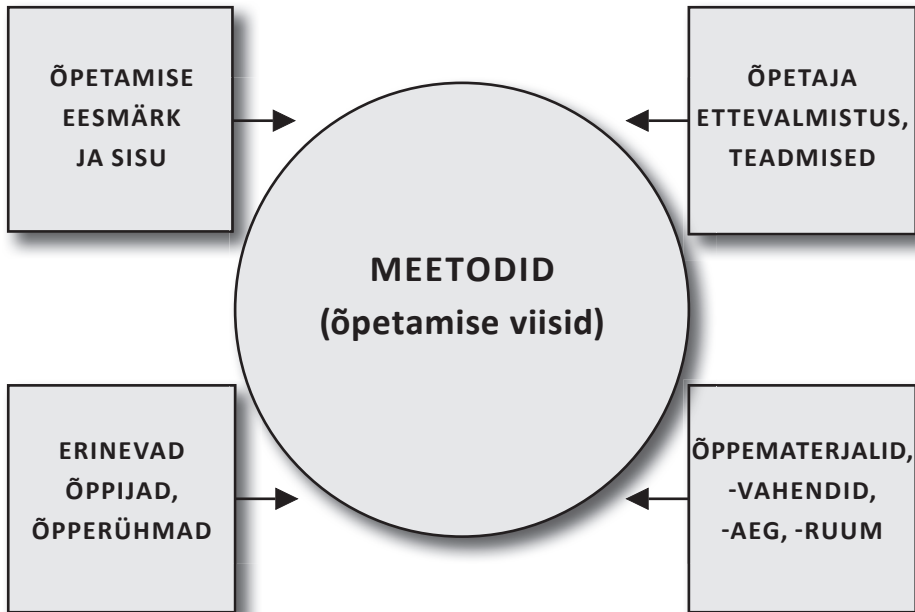 ÕPETAMISE
EESMÄRK
JA SISU
ÕPETAJA
ETTEVALMISTUS,
TEADMISED
MEETODID
(õpetamise viisid)
ERINEVAD
ÕPPIJAD,
ÕPPERÜHMAD
ÕPPEMATERJALID,
-VAHENDID,
-AEG, -RUUM